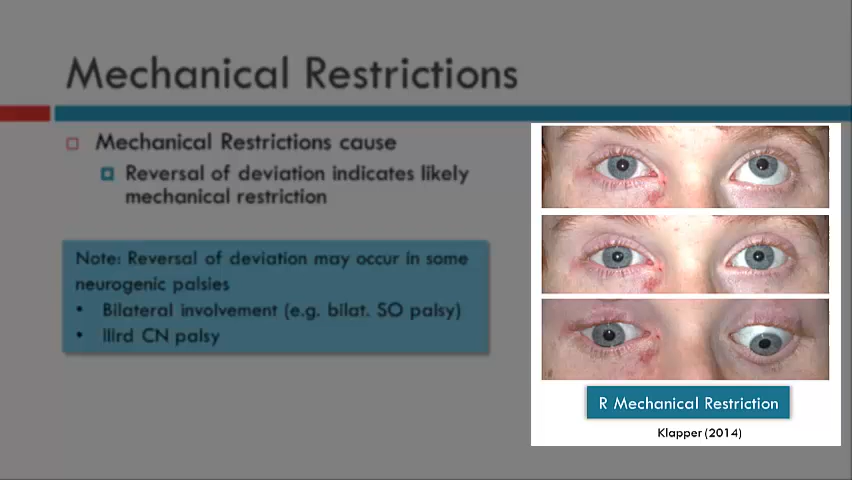 Mechanical Restrictions
Mechanical Restrictions cause
Reversal of deviation indicates likely
mechanical restriction
Note: Reversal of deviation may occur in some
neurogenic palsies
• Bilateral involvement (e.g. bilat. SO palsy)
• IIIrd CN palsy
R Mechanical Restriction
Klapper (2014)